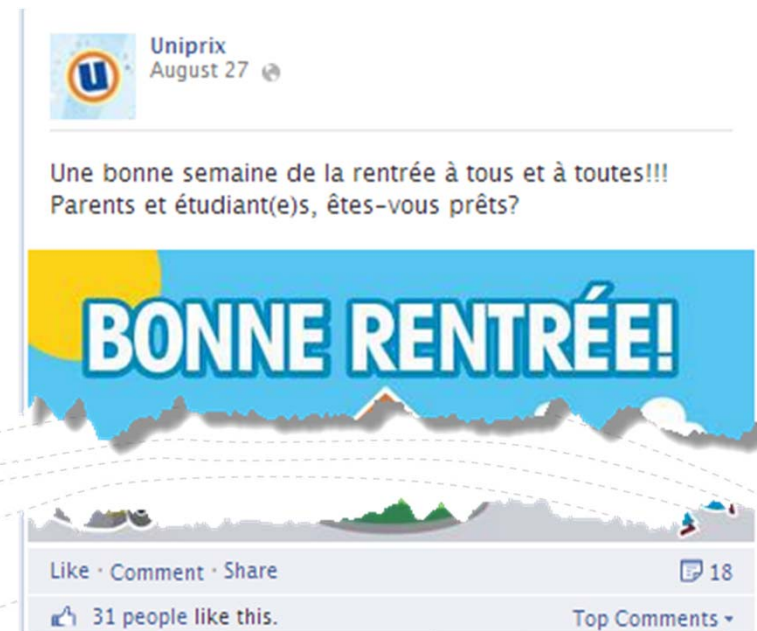 Uniprix
August 27
Une bonne semaine de la rentrée à tous et à toutes!!!
Parents et étudiant(e)s, êtes-vous prêts?
BONNE RENTRÉE!
Like · Comment · Share 18
31 people like this. Top Comments